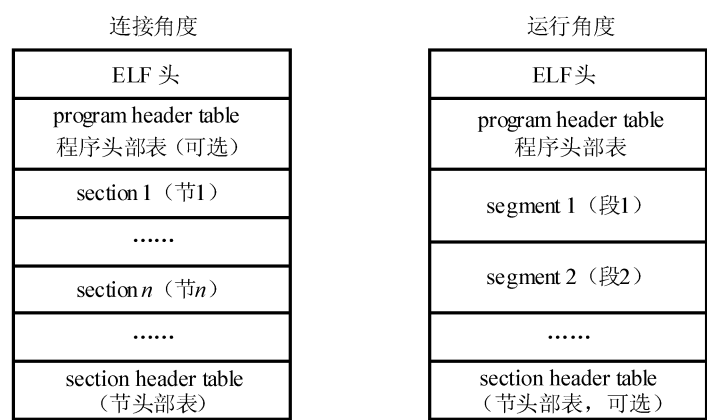 连接角度
ELF 头
program header table
程序头部表（可选）
section 1（节1）
……
section n（节n）
……
section header table
（节头部表）
运行角度
ELF头
program header table
程序头部表
segment 1（段1）
segment 2（段2）
……
section header table
（节头部表，可选）